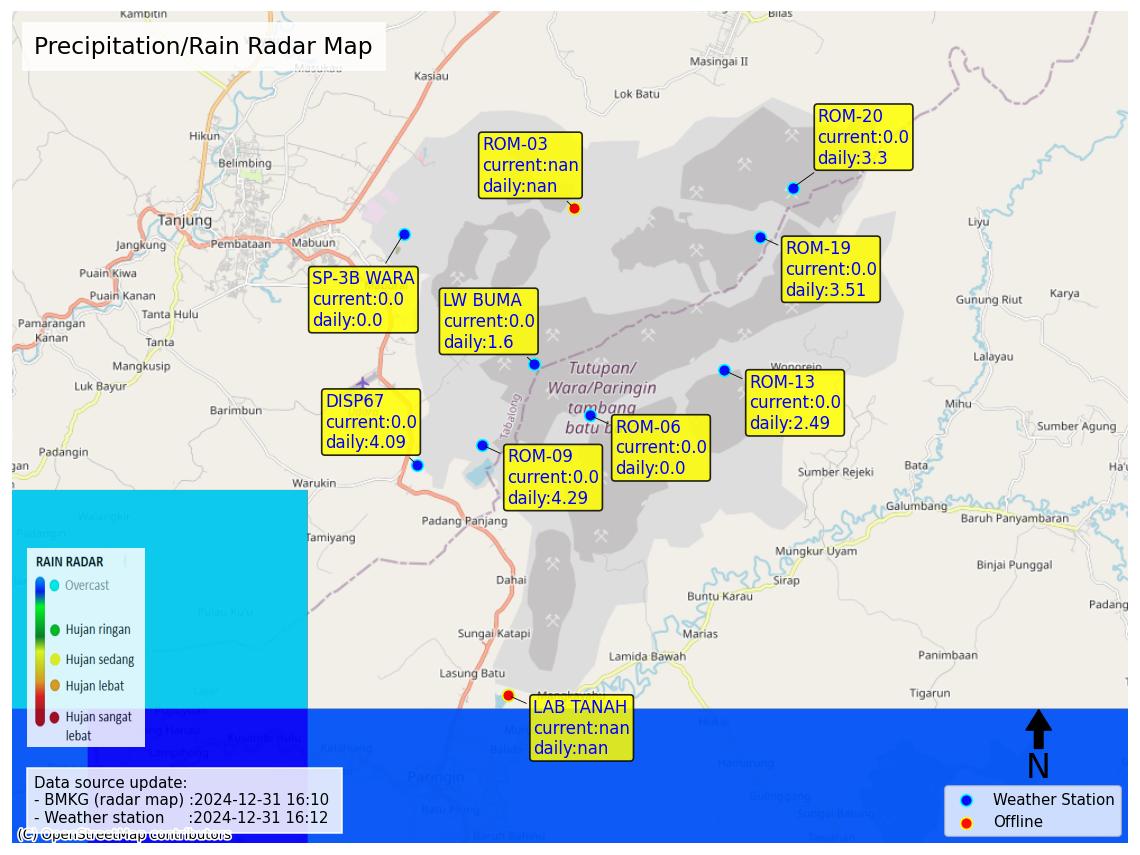 Kambitin
Bilas
Precipitation/Rain Radar Map
Masingai II
Masukau
Kasiau
Lok Batu
ROM-20
current:0.0
daily:3.3
Hikun
ROM-03
current:nan
daily:nan
Belimbing
Tanjung
Liyu
Jangkung
Pembataan
Mabuun
ROM-19
current:0.0
daily:3.51
Puain Kiwa
SP-3B WARA
current:0.0
daily:0.0
Puain Kanan
LW BUMA
current:0.0
daily:1.6
Karya
Gunung Riut
Tanta Hulu
Pamarangan
Kanan
Tanta
Lalayau
Mangkusip
Wonorejo
Tutupan/
Wara/Paringin
tambang
batu b
Luk Bayur
ROM-13
current:0.0
daily:2.49
DISP67
current:0.0
daily:4.09
Tabalong
Barimbun
Mihu
ROM-06
current:0.0
daily:0.0
Sumber Agung
Padangin
ROM-09
current:0.0
daily:4.29
gan
Bata
Ha'u
Sumber Rejeki
Warukin
Galumbang
Padang Panjang
Baruh Panyambaran
Tamiyang
Mungkur Uyam
Binjai Punggal
RAIN RADAR
Overcast
Hujan ringan
Hujan sedang
Hujan lebat
Hujan sangat
lebat
Dahai
Sirap
Buntu Karau
Padang
Pulau Ku'u
Sungai Katapi
Marias
Lamida Bawah
Panimbaan
Lasung Batu
Tigarun
LAB TANAH
current:nan
daily:nan
N
Paringin
Data source update:
- BMKG (radar map) :2024-12-31 16:10
- Weather station :2024-12-31 16:12
Weather Station
Offline
(C) OpenStreetMap contributors